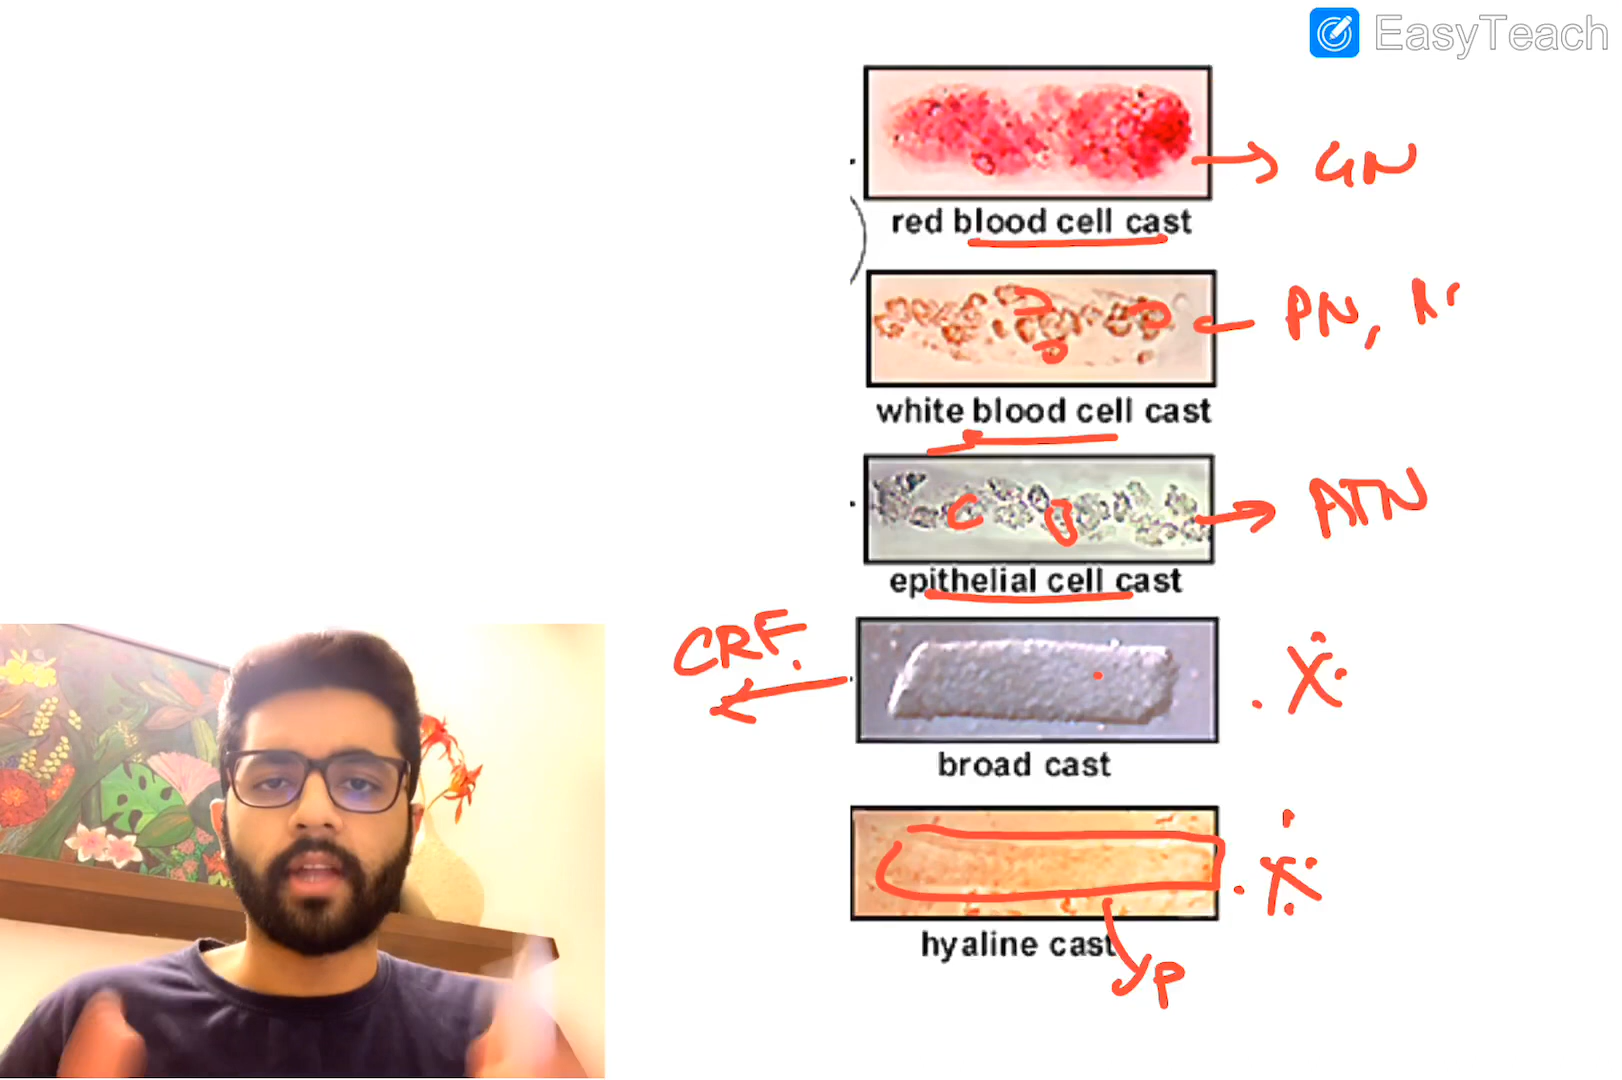 EasyTeach
GN
red blood cell cast
PN,
white blood cell cast
ATN
epithelial cell cast
CRF.
broad cast
hyaline cast
P